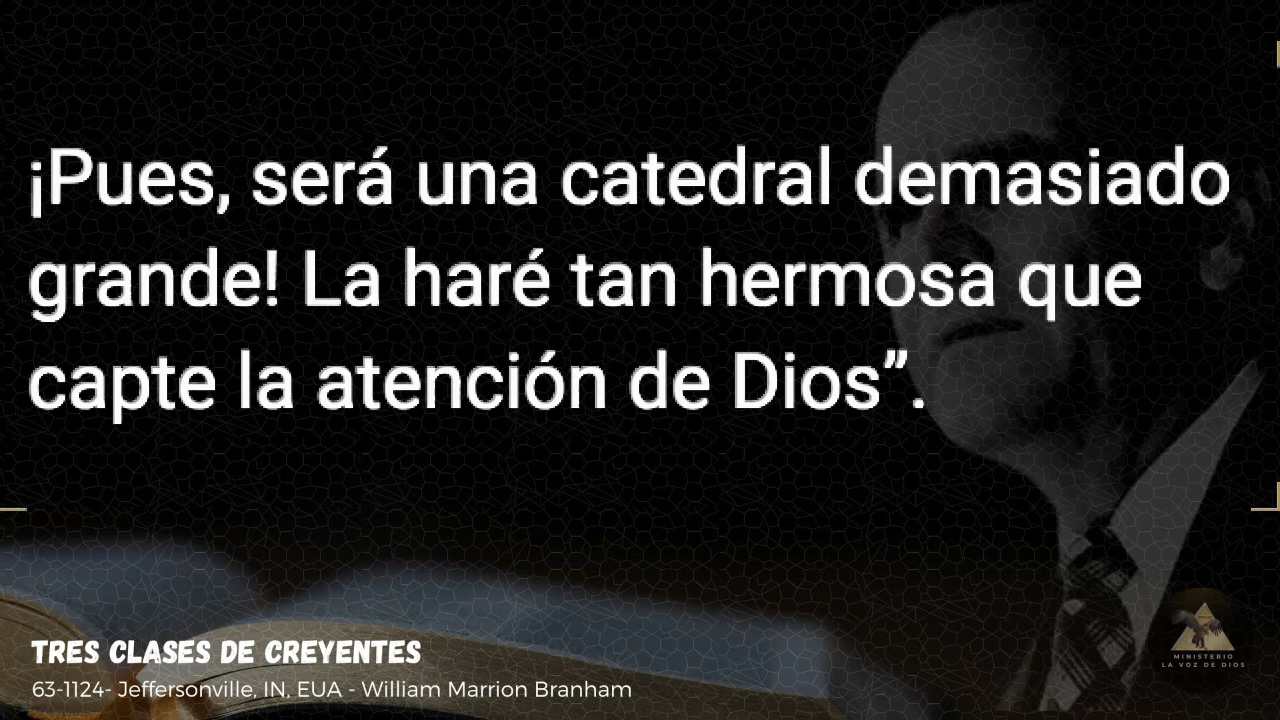 ¡Pues, será una catedral demasiado
grande! La haré tan hermosa que
capte la atención de Dios”.
TRES CLASES DE CREYENTES
63-1124- Jeffersonville, IN, EUA - William Marrion Branham
MINISTERIO
LA VOZ DE DIOS